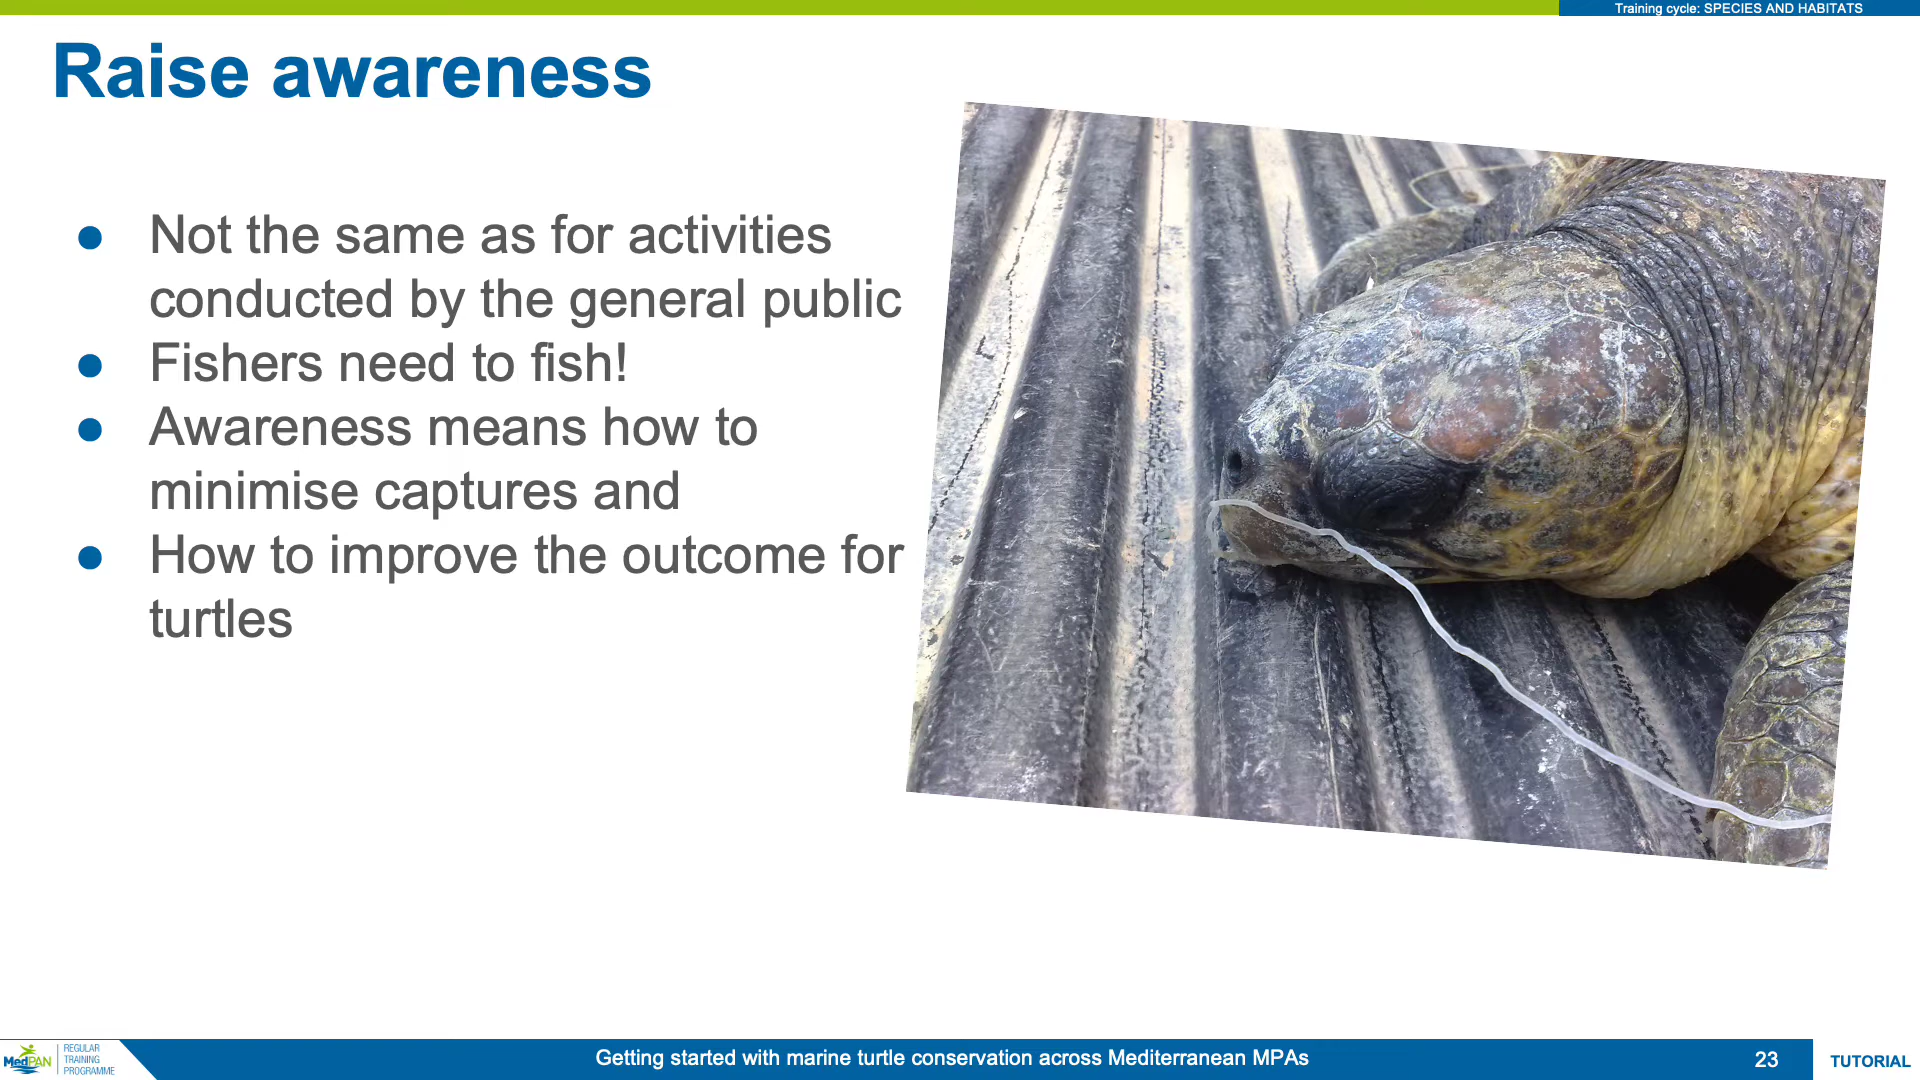 Training cycle: SPECIES AND HABITATS
Raise awareness
● Not the same as for activities
conducted by the general public
● Fishers need to fish!
● Awareness means how to
minimise captures and
● How to improve the outcome for
turtles
MedPAN
REGULAR
TRAINING
PROGRAMME
Getting started with marine turtle conservation across Mediterranean MPAs
23
TUTORIAL